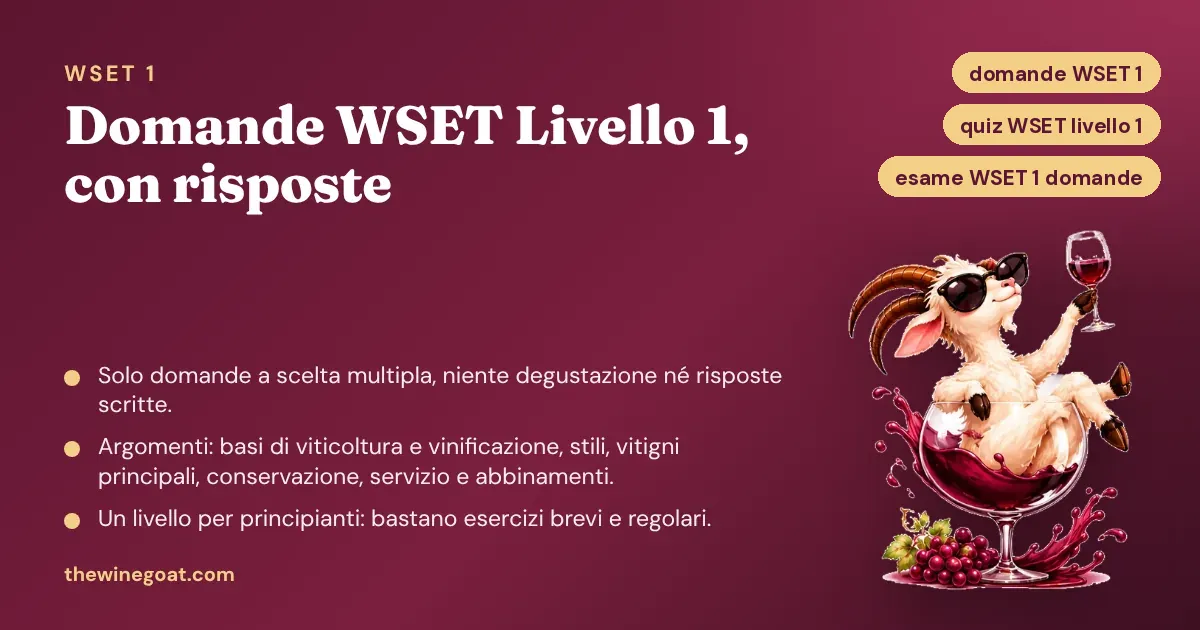 WSET 1
Domande WSET Livello 1,
con risposte
domande WSET 1
quiz WSET livello 1
esame WSET 1 domande
Solo domande a scelta multipla, niente degustazione né risposte
scritte.
Argomenti: basi di viticoltura e vinificazione, stili, vitigni
principali, conservazione, servizio e abbinamenti.
Un livello per principianti: bastano esercizi brevi e regolari.
thewinegoat.com